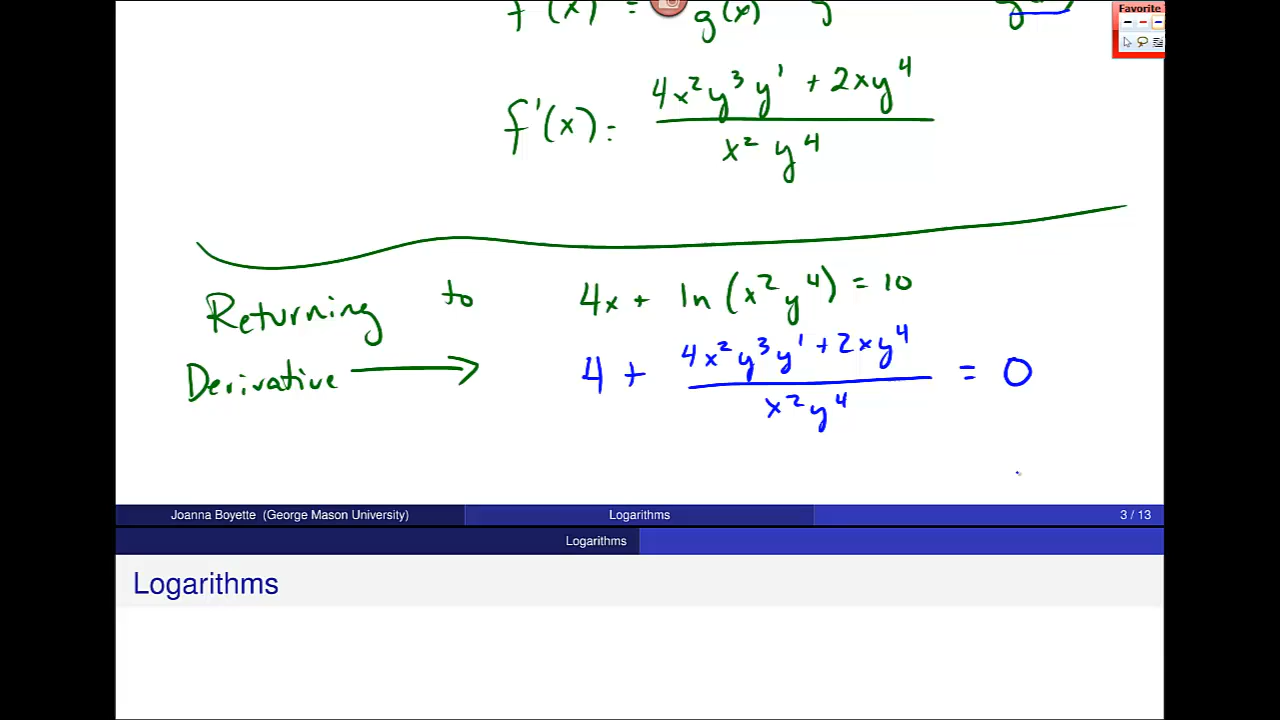 f'(x) =
g(x)
Favorite
f'(x) = (4x²y³y' + 2xy⁴) / (x²y⁴)
Returning to 4x + ln(x²y⁴) = 10
Derivative → 4 + (4x²y³y' + 2xy⁴) / (x²y⁴) = 0
Joanna Boyette (George Mason University) Logarithms 3 / 13
Logarithms
Logarithms